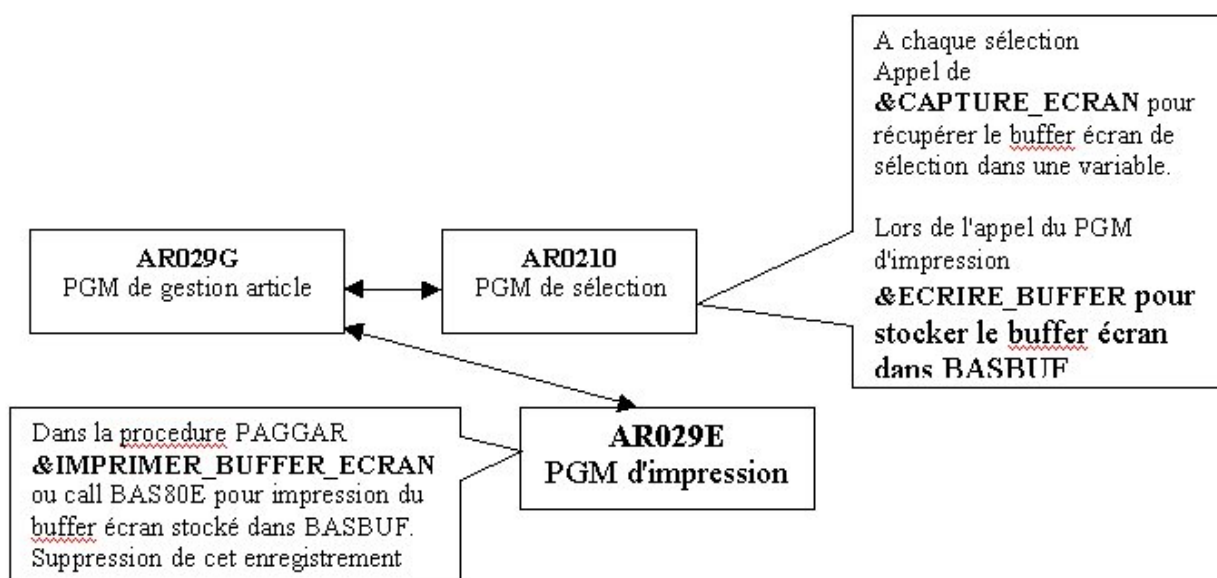 A chaque sélection
Appel de
&CAPTURE_ECRAN pour
récupérer le buffer écran de
sélection dans une variable.
Lors de l'appel du PGM
d'impression
&ECRIRE_BUFFER pour
stocker le buffer écran
dans BASBUF
AR029G
PGM de gestion article
AR0210
PGM de sélection
AR029E
PGM d'impression
Dans la procedure PAGGAR
&IMPRIMER_BUFFER_ECRAN
ou call BAS80E pour impression du
buffer écran stocké dans BASBUF.
Suppression de cet enregistrement